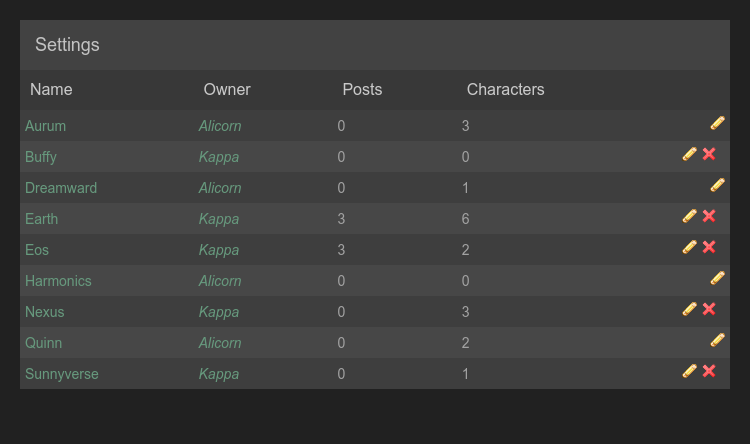 Settings
Name Owner Posts Characters
Aurum Alicorn 0 3
Buffy Kappa 0 0
Dreamward Alicorn 0 1
Earth Kappa 3 6
Eos Kappa 3 2
Harmonics Alicorn 0 0
Nexus Kappa 0 3
Quinn Alicorn 0 2
Sunnyverse Kappa 0 1